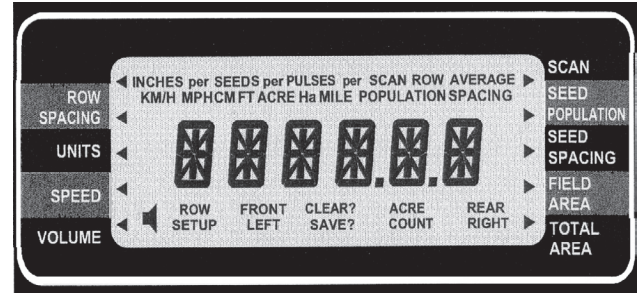 ROW
SPACING
UNITS
SPEED
VOLUME
INCHES per SEEDS per PULSES per SCAN ROW AVERAGE
KM/H MPH CM FT ACRE Ha MILE POPULATION SPACING
ROW FRONT CLEAR? ACRE REAR
SETUP LEFT SAVE? COUNT RIGHT
SCAN
SEED
POPULATION
SEED
SPACING
FIELD
AREA
TOTAL
AREA